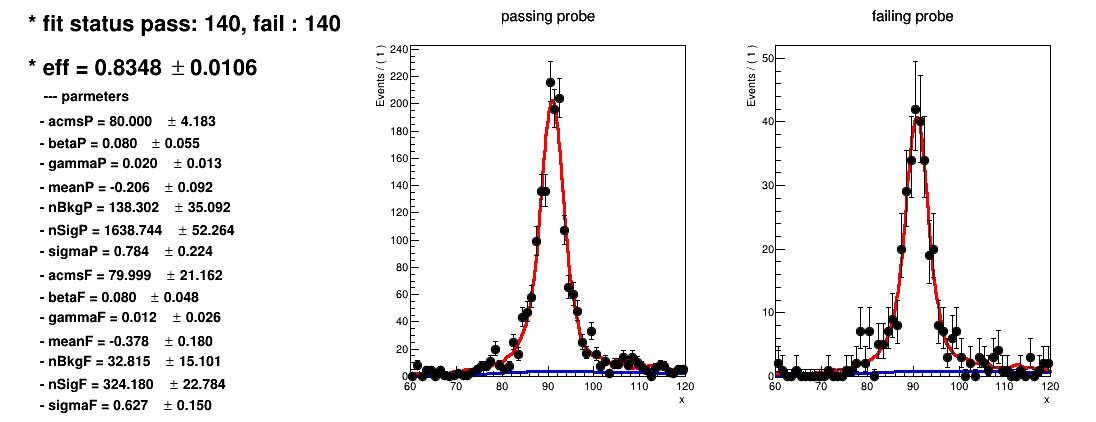 * fit status pass: 140, fail : 140
* eff = 0.8348 ± 0.0106
--- parmeters
- acmsP = 80.000 ± 4.183
- betaP = 0.080 ± 0.055
- gammaP = 0.020 ± 0.013
- meanP = -0.206 ± 0.092
- nBkgP = 138.302 ± 35.092
- nSigP = 1638.744 ± 52.264
- sigmaP = 0.784 ± 0.224
- acmsF = 79.999 ± 21.162
- betaF = 0.080 ± 0.048
- gammaF = 0.012 ± 0.026
- meanF = -0.378 ± 0.180
- nBkgF = 32.815 ± 15.101
- nSigF = 324.180 ± 22.784
- sigmaF = 0.627 ± 0.150
passing probe
Events / ( 1 )
240
220
200
180
160
140
120
100
80
60
40
20
0
60 70 80 90 100 110 120
x
failing probe
Events / ( 1 )
50
40
30
20
10
0
60 70 80 90 100 110 120
x